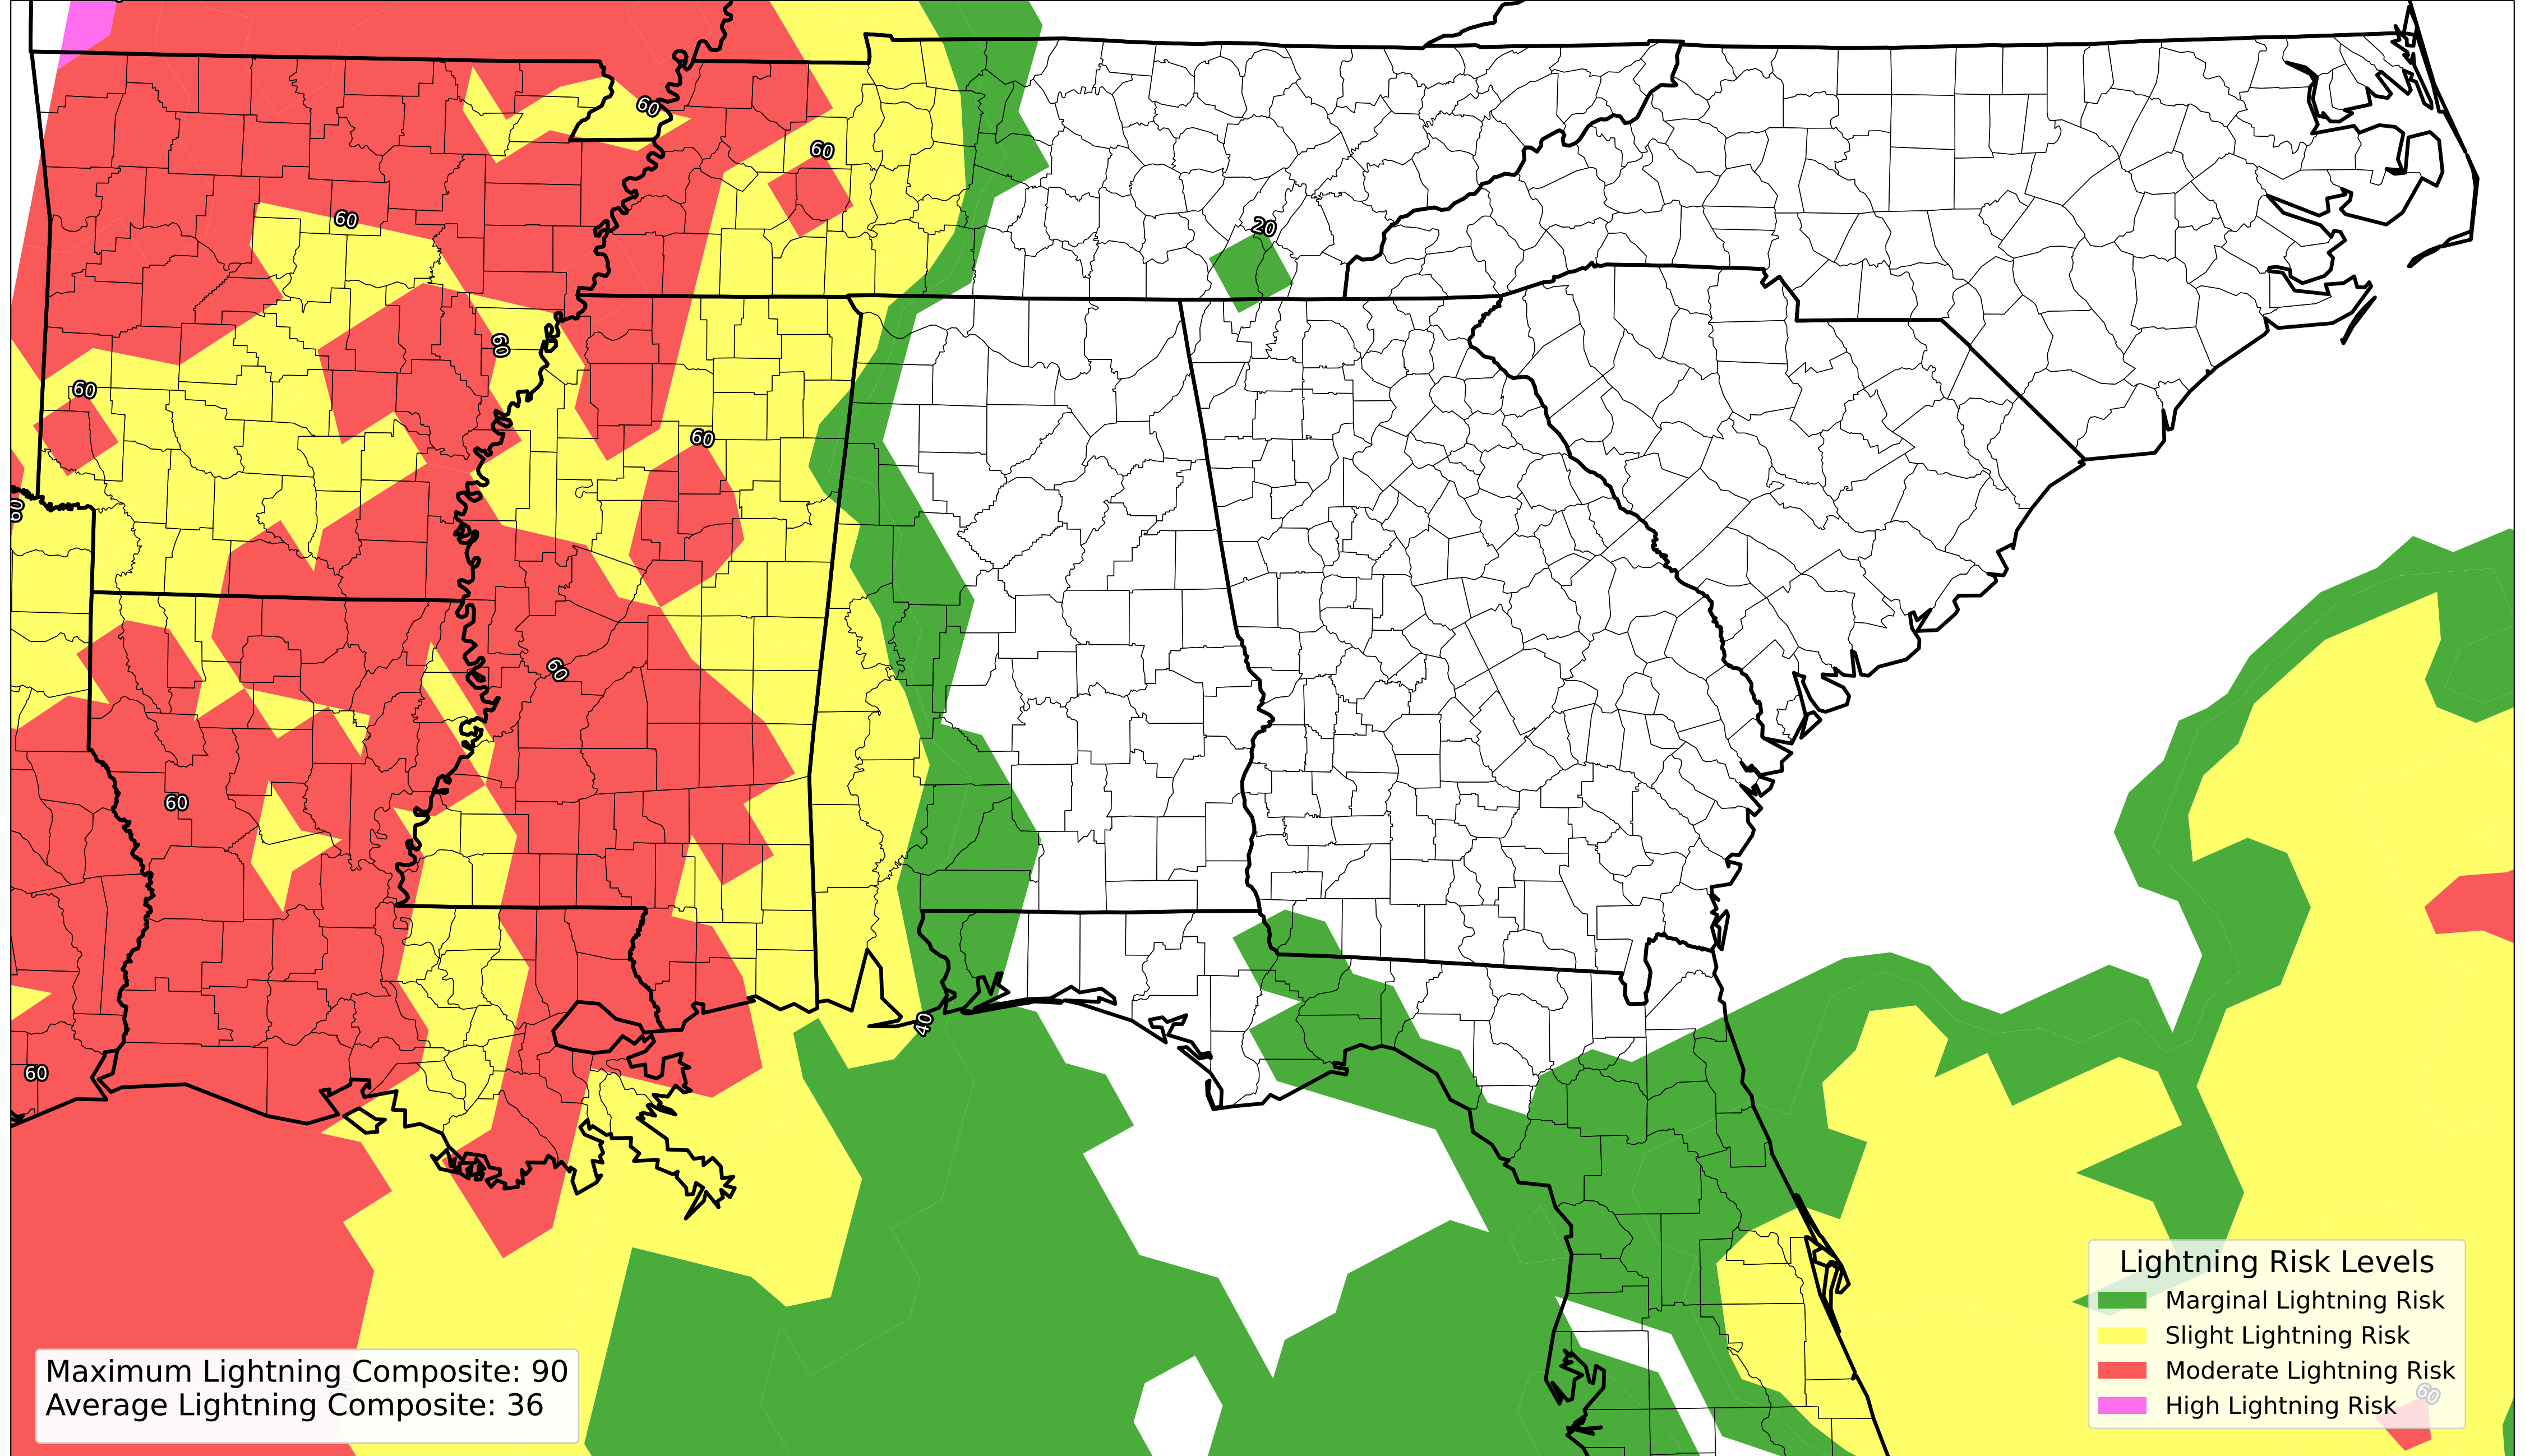 60
60
20
60
60
60
60
60
60
60
40
60
Lightning Risk Levels
Marginal Lightning Risk
Slight Lightning Risk
Moderate Lightning Risk
High Lightning Risk
60
Maximum Lightning Composite: 90
Average Lightning Composite: 36